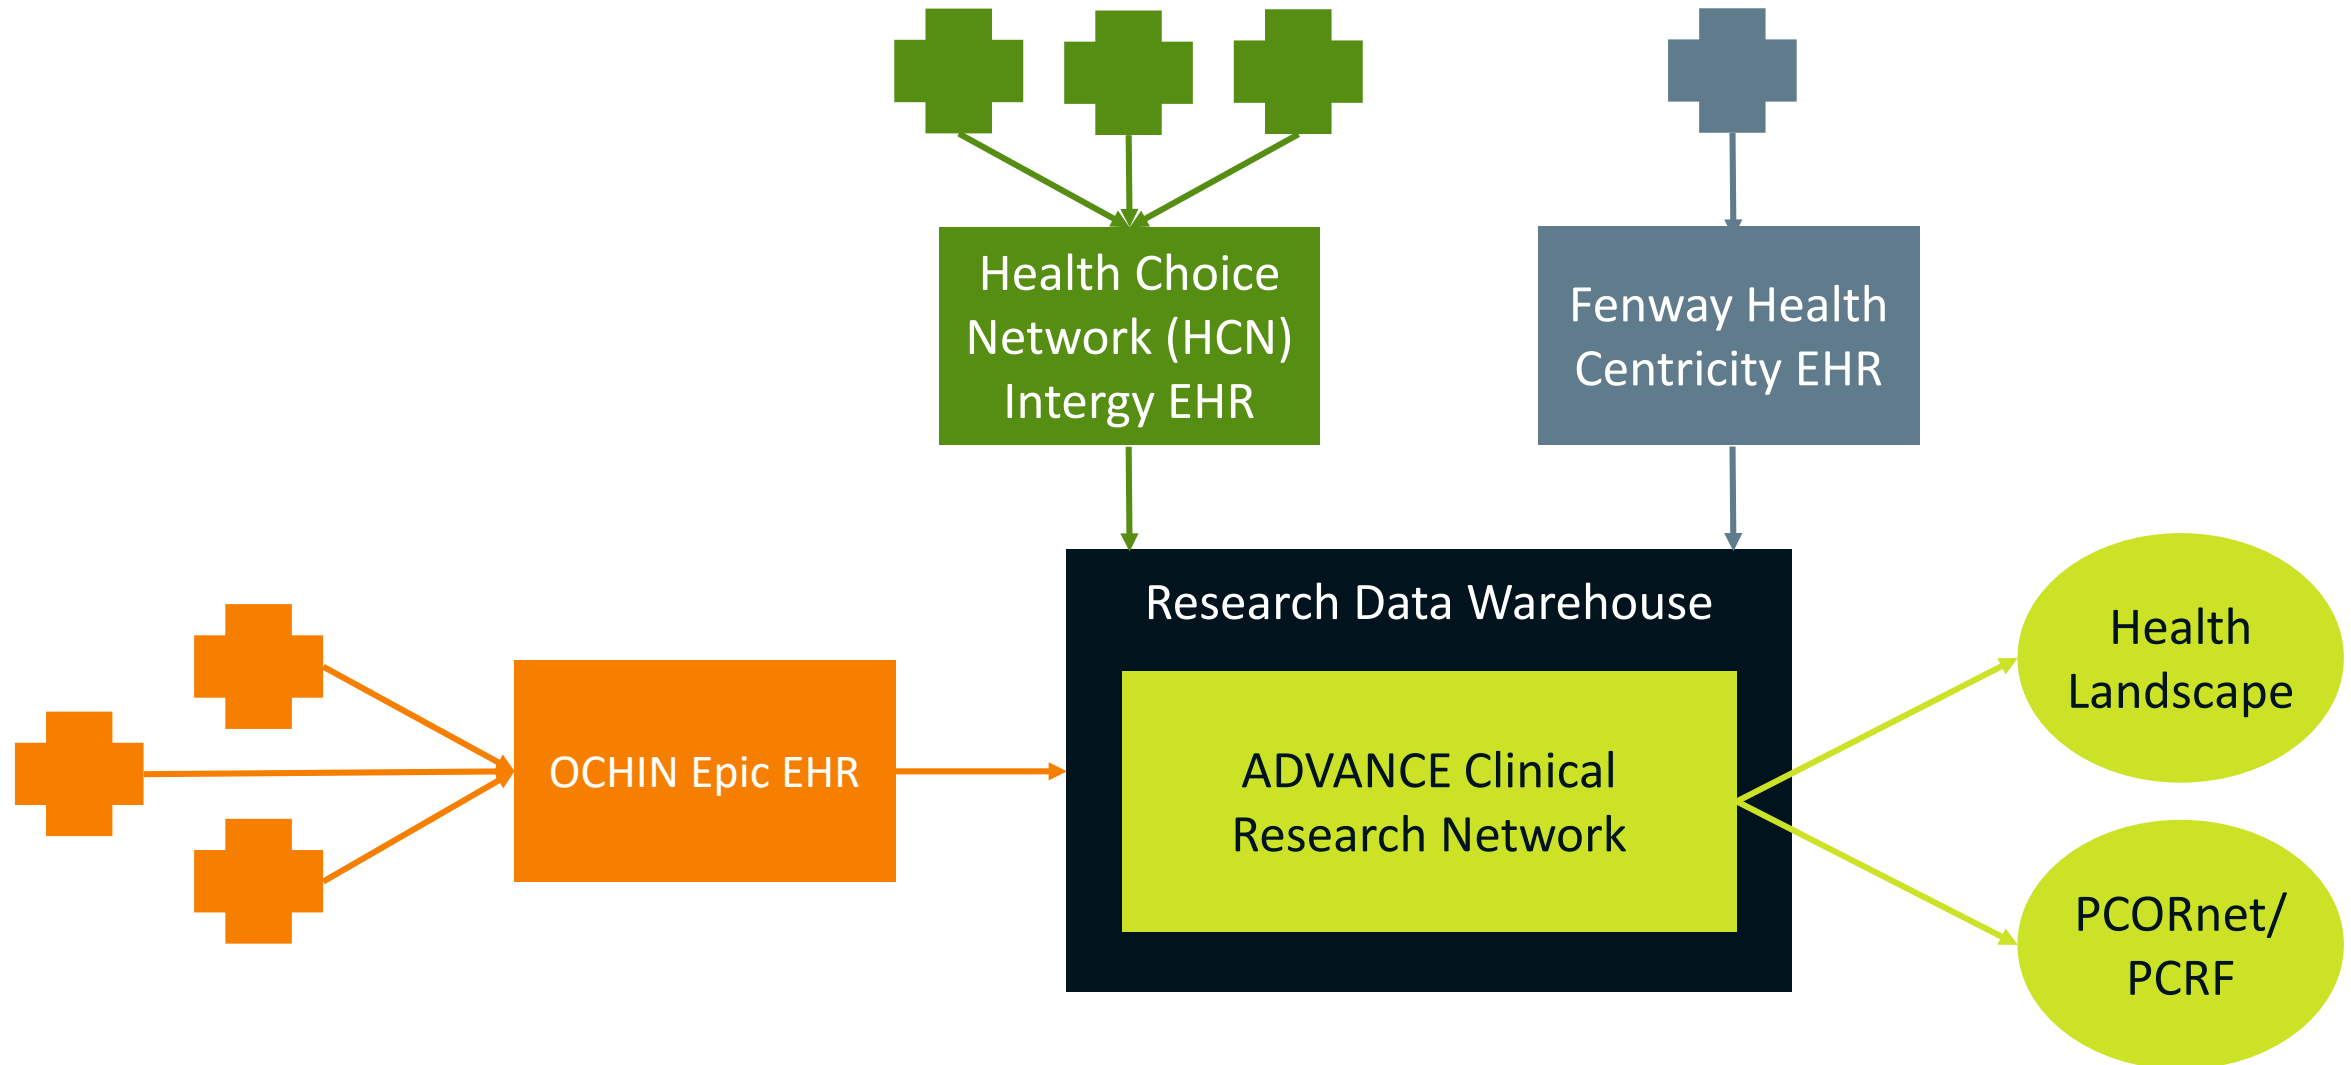 Health Choice
Network (HCN)
Intergy EHR
Fenway Health
Centricity EHR
Research Data Warehouse
OCHIN Epic EHR
ADVANCE Clinical
Research Network
Health
Landscape
PCORnet/
PCRF